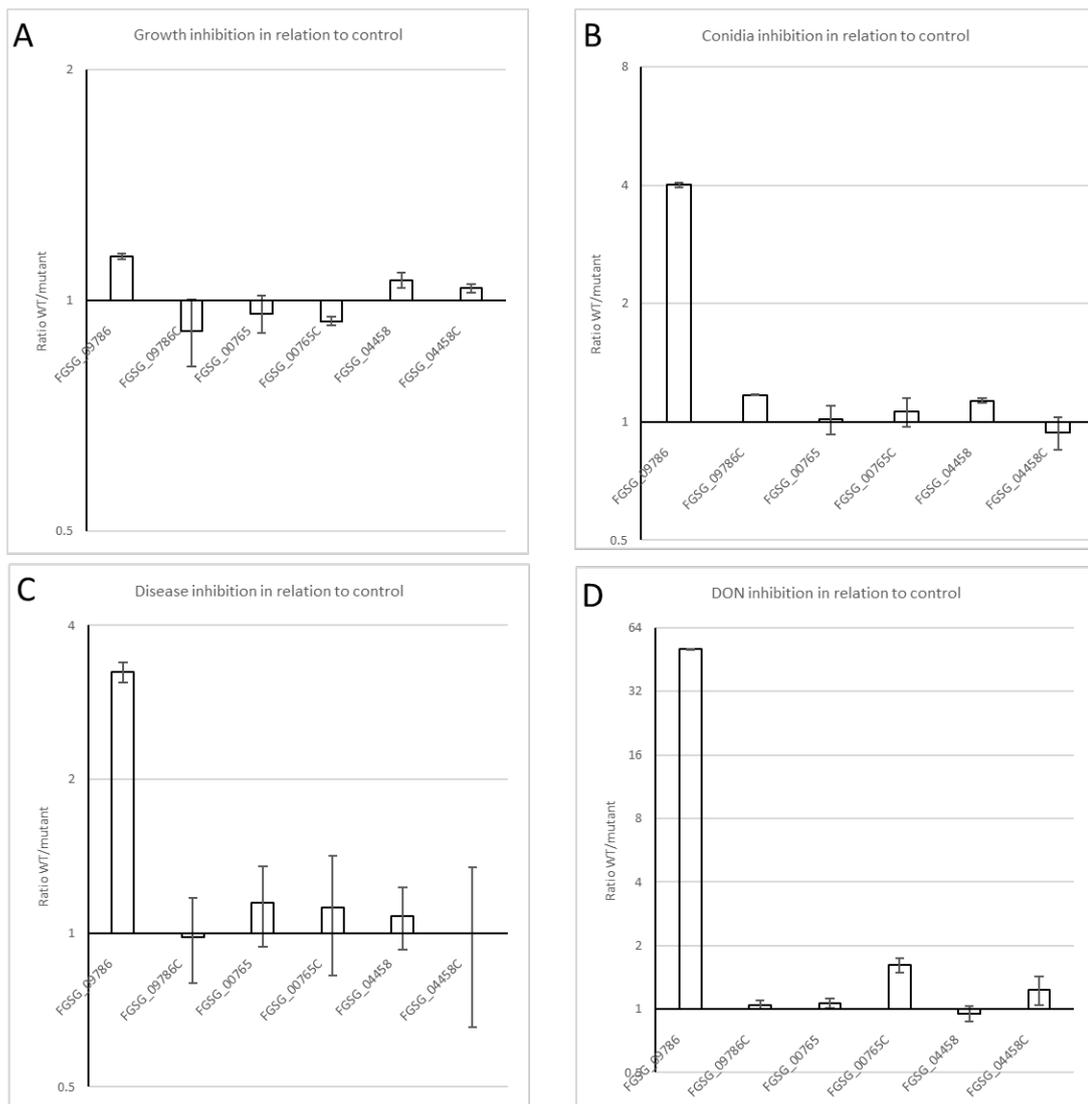 A
Growth inhibition in relation to control
2
1
0.5
Ratio WT/mutant
FGSG_09786
FGSG_09786C
FGSG_00765
FGSG_00765C
FGSG_04458
FGSG_04458C
B
Conidia inhibition in relation to control
8
4
2
1
0.5
Ratio WT/mutant
FGSG_09786
FGSG_09786C
FGSG_00765
FGSG_00765C
FGSG_04458
FGSG_04458C
C
Disease inhibition in relation to control
4
2
1
0.5
Ratio WT/mutant
FGSG_09786
FGSG_09786C
FGSG_00765
FGSG_00765C
FGSG_04458
FGSG_04458C
D
DON inhibition in relation to control
64
32
16
8
4
2
1
0.5
Ratio WT/mutant
FGSG_09786
FGSG_09786C
FGSG_00765
FGSG_00765C
FGSG_04458
FGSG_04458C